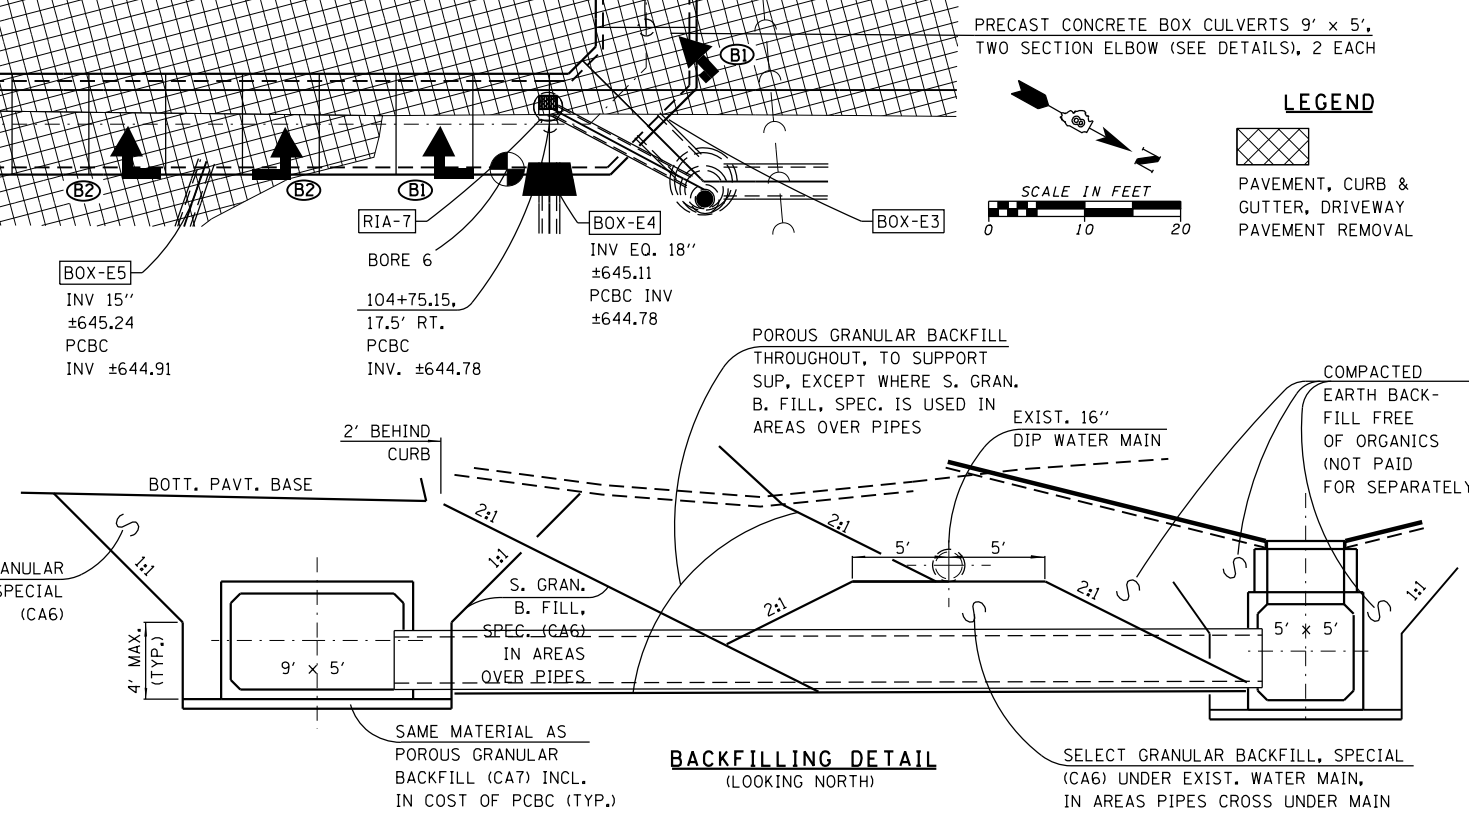 PRECAST CONCRETE BOX CULVERTS 9' x 5',
TWO SECTION ELBOW (SEE DETAILS), 2 EACH
B1
LEGEND
N
SCALE IN FEET
0 10 20
PAVEMENT, CURB &
GUTTER, DRIVEWAY
PAVEMENT REMOVAL
B2
B2
B1
RIA-7
BOX-E4
BOX-E3
BORE 6
INV EQ. 18"
±645.11
PCBC INV
±644.78
BOX-E5
INV 15"
±645.24
PCBC
INV ±644.91
104+75.15,
17.5' RT.
PCBC
INV. ±644.78
POROUS GRANULAR BACKFILL
THROUGHOUT, TO SUPPORT
SUP, EXCEPT WHERE S. GRAN.
B. FILL, SPEC. IS USED IN
AREAS OVER PIPES
COMPACTED
EARTH BACK-
FILL FREE
OF ORGANICS
(NOT PAID
FOR SEPARATELY
EXIST. 16"
DIP WATER MAIN
2' BEHIND
CURB
BOTT. PAVT. BASE
2:1
2:1
5' 5'
1:1
1:1
2:1
2:1
1:1
ANULAR
SPECIAL
(CA6)
S. GRAN.
B. FILL,
SPEC. (CA6)
IN AREAS
OVER PIPES
4' MAX.
(TYP.)
9' x 5'
5' x 5'
SAME MATERIAL AS
POROUS GRANULAR
BACKFILL (CA7) INCL.
IN COST OF PCBC (TYP.)
BACKFILLING DETAIL
(LOOKING NORTH)
SELECT GRANULAR BACKFILL, SPECIAL
(CA6) UNDER EXIST. WATER MAIN,
IN AREAS PIPES CROSS UNDER MAIN